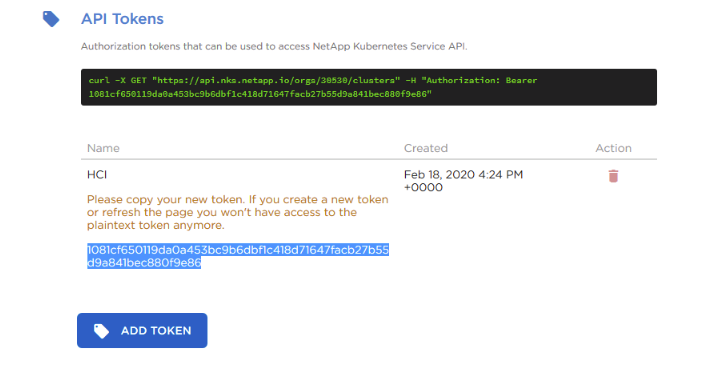 API Tokens
Authorization tokens that can be used to access NetApp Kubernetes Service API.
curl -X GET "https://api.nks.netapp.io/orgs/30530/clusters" -H "Authorization: Bearer
1081cf650119da0a453bc9b6dbf1c418d71647facb27b55d9a841bec880f9e86"
Name Created Action
HCI Feb 18, 2020 4:24 PM
+0000
Please copy your new token. If you create a new token
or refresh the page you won't have access to the
plaintext token anymore.
1081cf650119da0a453bc9b6dbf1c418d71647facb27b55
d9a841bec880f9e86
ADD TOKEN